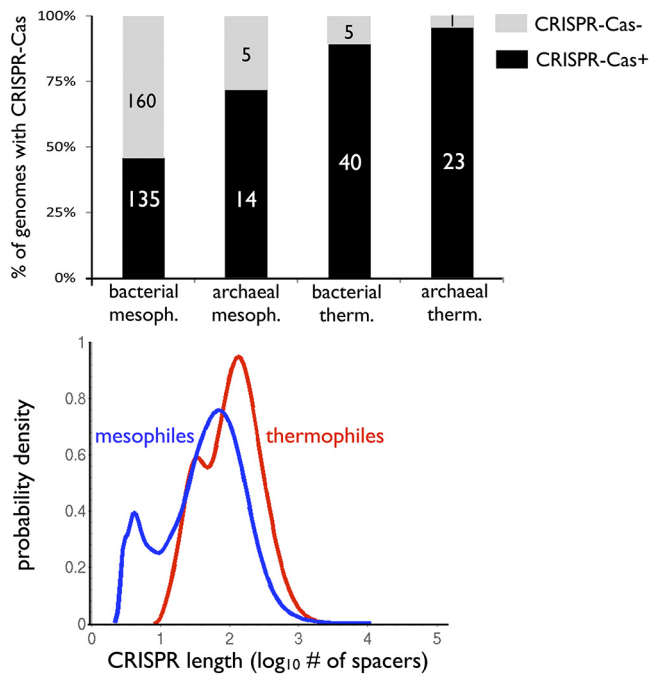 % of genomes with CRISPR-Cas
100%
75%
50%
25%
0%
160
135
5
14
5
40
1
23
CRISPR-Cas-
CRISPR-Cas+
bacterial
mesoph.
archaeal
mesoph.
bacterial
therm.
archaeal
therm.
probability density
1
0.8
0.6
0.4
0.2
0
mesophiles
thermophiles
0 1 2 3 4 5
CRISPR length (log₁₀ # of spacers)